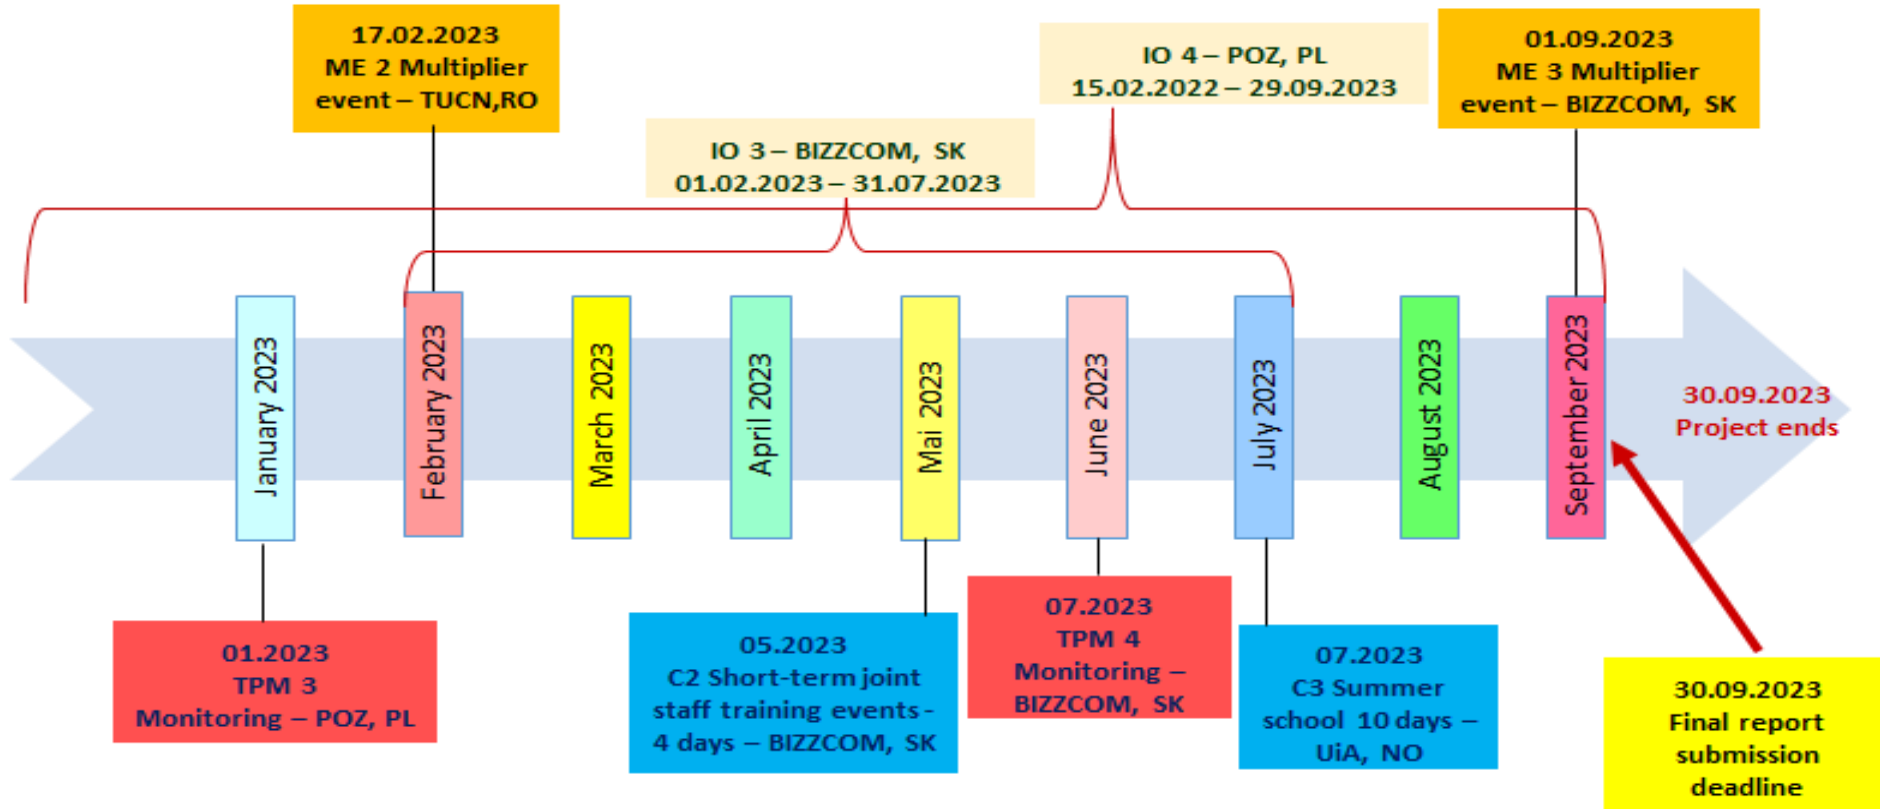 17.02.2023
ME 2 Multiplier
event – TUCN,RO
IO 4 – POZ, PL
15.02.2022 – 29.09.2023
01.09.2023
ME 3 Multiplier
event – BIZZCOM, SK
IO 3 – BIZZCOM, SK
01.02.2023 – 31.07.2023
January 2023
February 2023
March 2023
April 2023
Mai 2023
June 2023
July 2023
August 2023
September 2023
30.09.2023
Project ends
01.2023
TPM 3
Monitoring – POZ, PL
05.2023
C2 Short-term joint
staff training events -
4 days – BIZZCOM, SK
07.2023
TPM 4
Monitoring –
BIZZCOM, SK
07.2023
C3 Summer
school 10 days –
UiA, NO
30.09.2023
Final report
submission
deadline